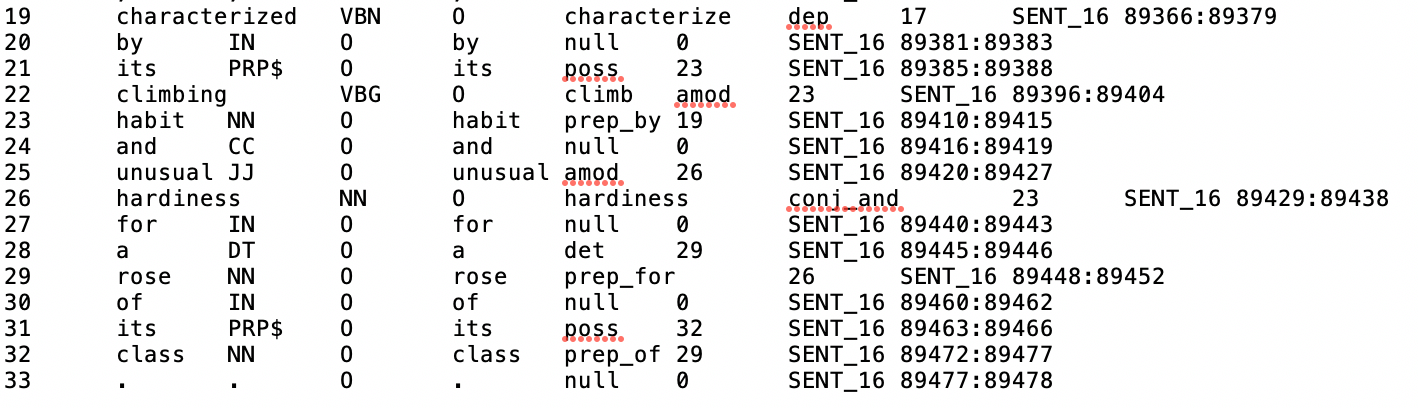 19 characterized VBN O characterize dep 17 SENT_16 89366:89379
20 by IN O by null 0 SENT_16 89381:89383
21 its PRP$ O its poss 23 SENT_16 89385:89388
22 climbing VBG O climb amod 23 SENT_16 89396:89404
23 habit NN O habit prep_by 19 SENT_16 89410:89415
24 and CC O and null 0 SENT_16 89416:89419
25 unusual JJ O unusual amod 26 SENT_16 89420:89427
26 hardiness NN O hardiness conj_and 23 SENT_16 89429:89438
27 for IN O for null 0 SENT_16 89440:89443
28 a DT O a det 29 SENT_16 89445:89446
29 rose NN O rose prep_for 26 SENT_16 89448:89452
30 of IN O of null 0 SENT_16 89460:89462
31 its PRP$ O its poss 32 SENT_16 89463:89466
32 class NN O class prep_of 29 SENT_16 89472:89477
33 . . O . null 0 SENT_16 89477:89478